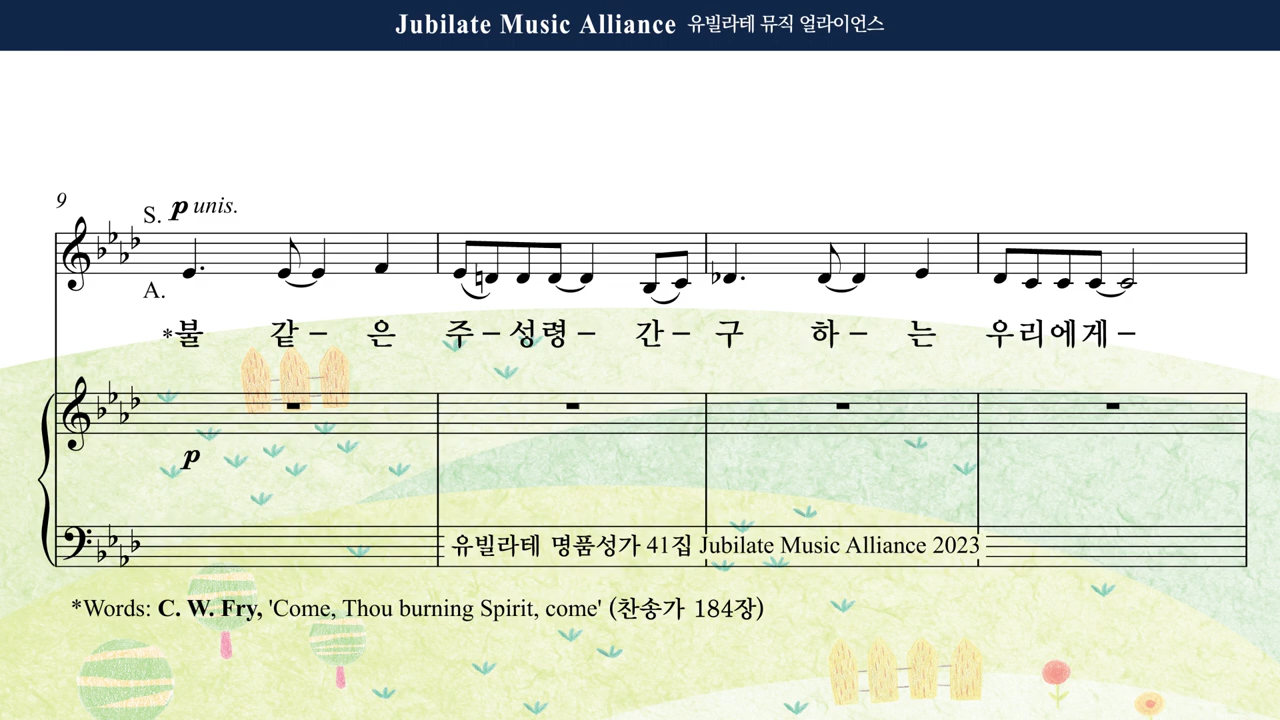 Jubilate Music Alliance 유빌라테 뮤직 얼라이언스
9
S. p unis.
A.
*불 같 – 은 주 – 성령 – 간 – 구 하 – 는 우리에게 –
p
유빌라테 명품성가 41집 Jubilate Music Alliance 2023
*Words: C. W. Fry, 'Come, Thou burning Spirit, come' (찬송가 184장)